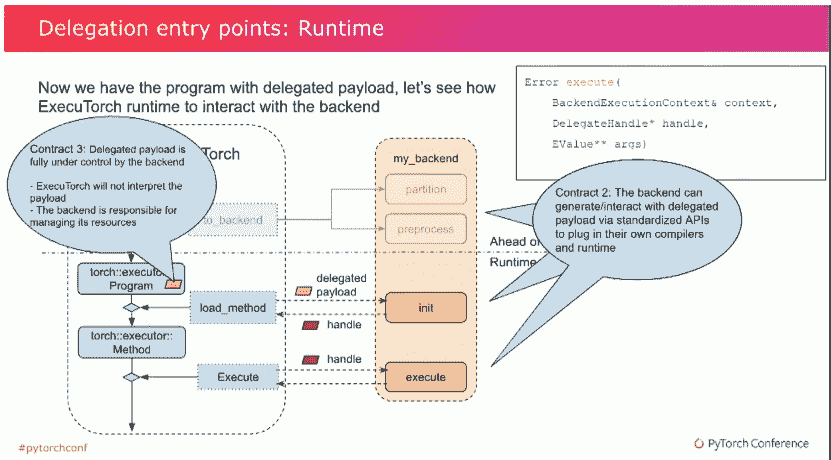 Delegation entry points: Runtime
Now we have the program with delegated payload, let's see how
ExecuTorch runtime to interact with the backend
Error execute(
BackendExecutionContext& context,
DelegateHandle* handle,
EValue** args)
Contract 3: Delegated payload is
fully under control by the backend
- ExecuTorch will not interpret the
payload
- The backend is responsible for
managing its resources
Torch
my_backend
partition
to_backend
preprocess
Contract 2: The backend can
generate/interact with delegated
payload via standardized APIs
to plug in their own compilers
and runtime
Ahead of
Runtime
torch::executor
Program
delegated
payload
load_method
init
handle
torch::executor::
Method
handle
Execute
execute
#pytorchconf
PyTorch Conference